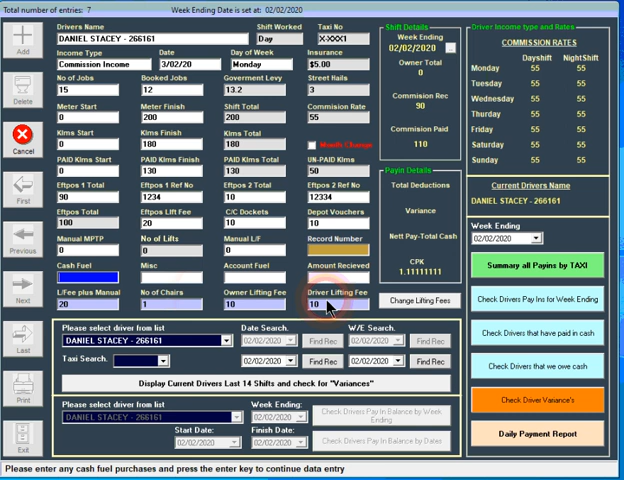 Total number of entries: 7    Week Ending Date is set at: 02/02/2020
Add
Delete
Cancel
First
Previous
Next
Last
Print
Exit
Drivers Name    Shift Worked    Taxi No
DANIEL STACEY - 266161    Day    X-XXX1
Income Type    Date    Day of Week    Insurance
Commission Income    3/02/20    Monday    $5.00
No of Jobs    Booked Jobs    Goverment Levy    Street Hails
15    12    13.2    3
Meter Start    Meter Finish    Shift Total    Commision Rate
0    200    200    55
Klms Start    Klms Finish    Klms Total
0    180    180    Month Change
PAID Klms Start    PAID Klms Finish    PAID Klms Total    UN-PAID Klms
0    130    130    50
Eftpos 1 Total    Eftpos 1 Ref No    Eftpos 2 Total    Eftpos 2 Ref No
90    1234    10    12334
Eftpos Total    Eftpos Lift Fee    C/C Dockets    Depot Vouchers
100    20    10    10
Manual MPTP    No of Lifts    Manual L/F    Record Number
0    0    0
Cash Fuel    Misc    Account Fuel    Amount Recieved
L/Fee plus Manual    No of Chairs    Owner Lifting Fee    Driver Lifting Fee
20    1    10    10
Shift Details
Week Ending
02/02/2020    ...
Owner Total
0
Commision Rec
90
Commision Paid
110
Payin Details
Total Deductions
Variance
Nett Pay-Total Cash
CPK
1.11111111
Change Lifting Fees
Driver Income type and Rates
COMMISSION RATES
Dayshift    NightShift
Monday    55    55
Tuesday    55    55
Wednesday    55    55
Thurday    55    55
Friday    55    55
Saturday    55    55
Sunday    55    55
Current Drivers Name
DANIEL STACEY - 266161
Week Ending
02/02/2020
Summary all Payins by TAXI
Check Drivers Pay Ins for Week Ending
Check Drivers that have paid in cash
Check Drivers that we owe cash
Check Driver Variance's
Daily Payment Report
Please select driver from list    Date Search.    W/E Search.
DANIEL STACEY - 266161    02/02/2020    Find Rec    02/02/2020    Find Rec
Taxi Search.    02/02/2020    Find Rec    02/02/2020    Find Rec
Display Current Drivers Last 14 Shifts and check for "Variances"
Please select driver from list    Week Ending:
DANIEL STACEY - 266161    02/02/2020    Check Drivers Pay In Balance by Week Ending
Start Date:    Finish Date:
02/02/2020    02/02/2020    Check Drivers Pay In Balance by Dates
Please enter any cash fuel purchases and press the enter key to continue data entry